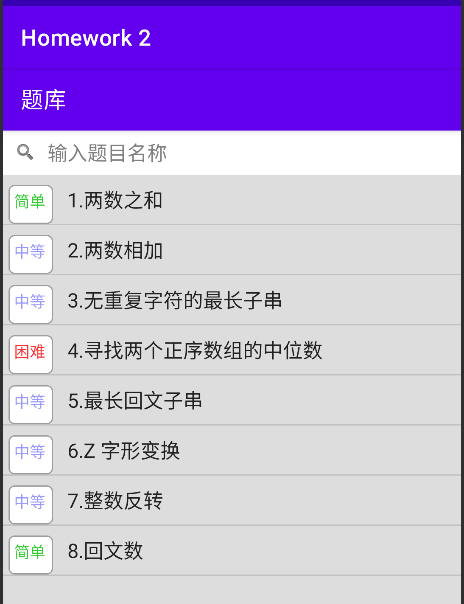 Homework 2
题库
输入题目名称
简单 1.两数之和
中等 2.两数相加
中等 3.无重复字符的最长子串
困难 4.寻找两个正序数组的中位数
中等 5.最长回文子串
中等 6.Z 字形变换
中等 7.整数反转
简单 8.回文数